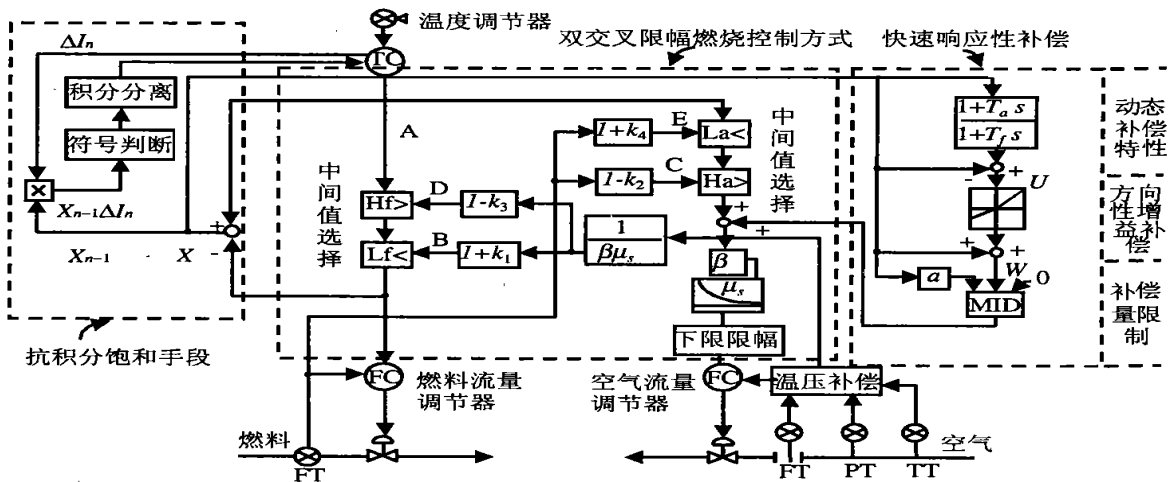 温度调节器
双交叉限幅燃烧控制方式
快速响应性补偿
ΔIn
TC
积分分离
符号判断
×
Xn-1ΔIn
Xn-1
X
+
-
抗积分饱和手段
A
中间值选择
Hf>
Lf<
D
B
1-k3
1+k1
1+k4
1-k2
E
C
La<
Ha>
中间值选择
1
βμs
+
+
β
μs
下限限幅
1+Ta s
1+Tf s
+
-
U
+
+
W
0
a
MID
动态补偿特性
方向性增益补偿
补偿量限制
FC
燃料流量调节器
空气流量调节器
FC
温压补偿
燃料
FT
FT
PT
TT
空气